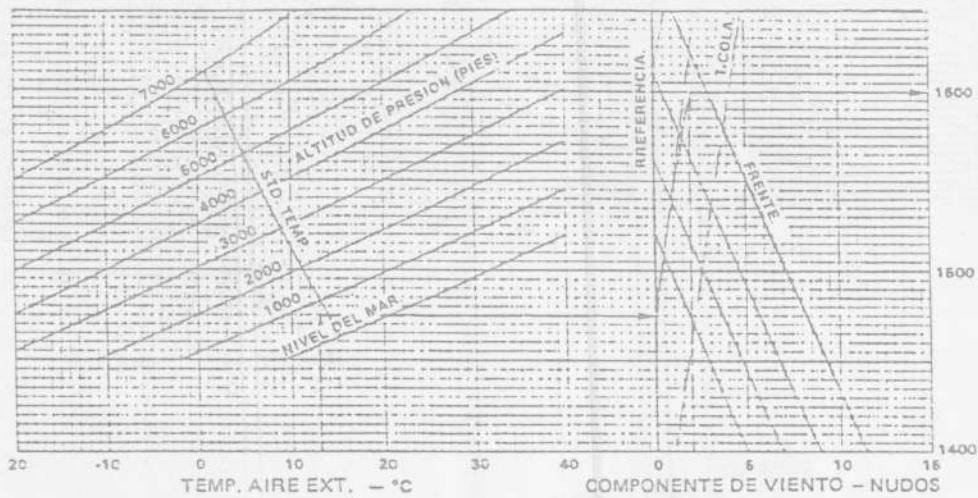 7000
6000
5000
4000
3000
2000
1000
NIVEL DEL MAR
STD. TEMP
ALTITUD DE PRESION (PIES)
RREFERENCIA.
T. COLA
FRENTE
1600
1500
1400
20 -10 0 10 20 30 40
TEMP. AIRE EXT. — °C
0 5 10 15
COMPONENTE DE VIENTO — NUDOS